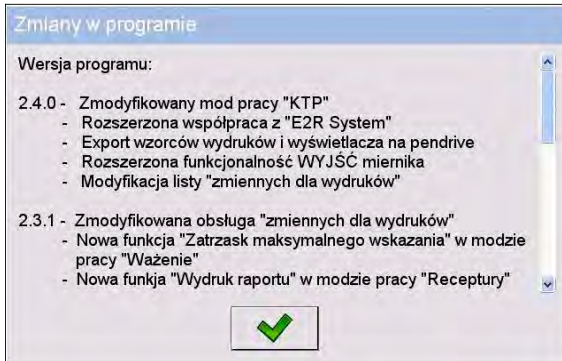 Zmiany w programie
Wersja programu:
2.4.0 - Zmodyfikowany mod pracy "KTP"
- Rozszerzona współpraca z "E2R System"
- Export wzorców wydruków i wyświetlacza na pendrive
- Rozszerzona funkcjonalność WYJŚĆ miernika
- Modyfikacja listy "zmiennych dla wydruków"
2.3.1 - Zmodyfikowana obsługa "zmiennych dla wydruków"
- Nowa funkcja "Zatrzask maksymalnego wskazania" w modzie
pracy "Ważenie"
- Nowa funkja "Wydruk raportu" w modzie pracy "Receptury"